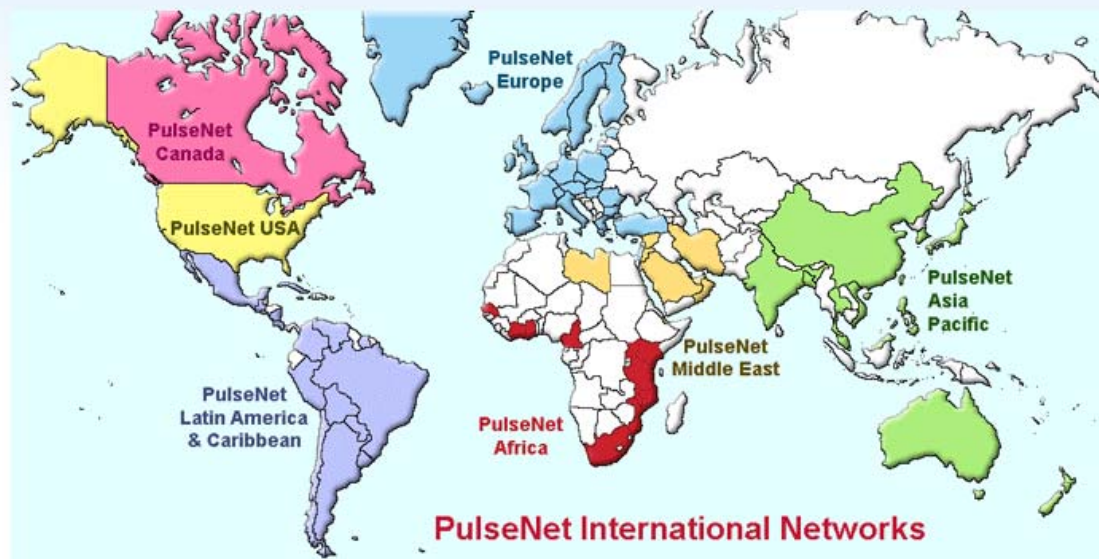 PulseNet
Europe
PulseNet
Canada
PulseNet USA
PulseNet
Asia
Pacific
PulseNet
Middle East
PulseNet
Latin America
& Caribbean
PulseNet
Africa
PulseNet International Networks